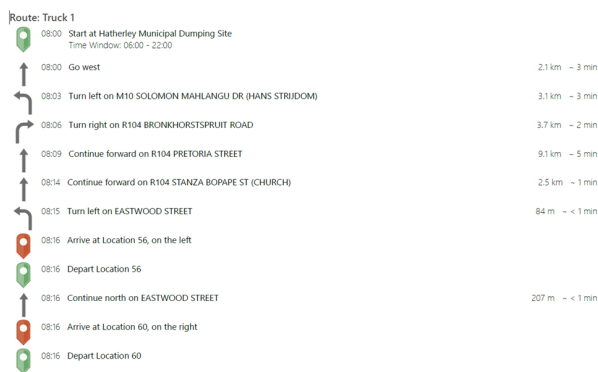 Route: Truck 1
08:00 Start at Hatherley Municipal Dumping Site
Time Window: 06:00 - 22:00
08:00 Go west 2.1 km ~ 3 min
08:03 Turn left on M10 SOLOMON MAHLANGU DR (HANS STRIJDOM) 3.1 km ~ 3 min
08:06 Turn right on R104 BRONKHORSTSPRUIT ROAD 3.7 km ~ 2 min
08:09 Continue forward on R104 PRETORIA STREET 9.1 km ~ 5 min
08:14 Continue forward on R104 STANZA BOPAPE ST (CHURCH) 2.5 km ~ 1 min
08:15 Turn left on EASTWOOD STREET 84 m ~ < 1 min
08:16 Arrive at Location 56, on the left
08:16 Depart Location 56
08:16 Continue north on EASTWOOD STREET 207 m ~ < 1 min
08:16 Arrive at Location 60, on the right
08:16 Depart Location 60